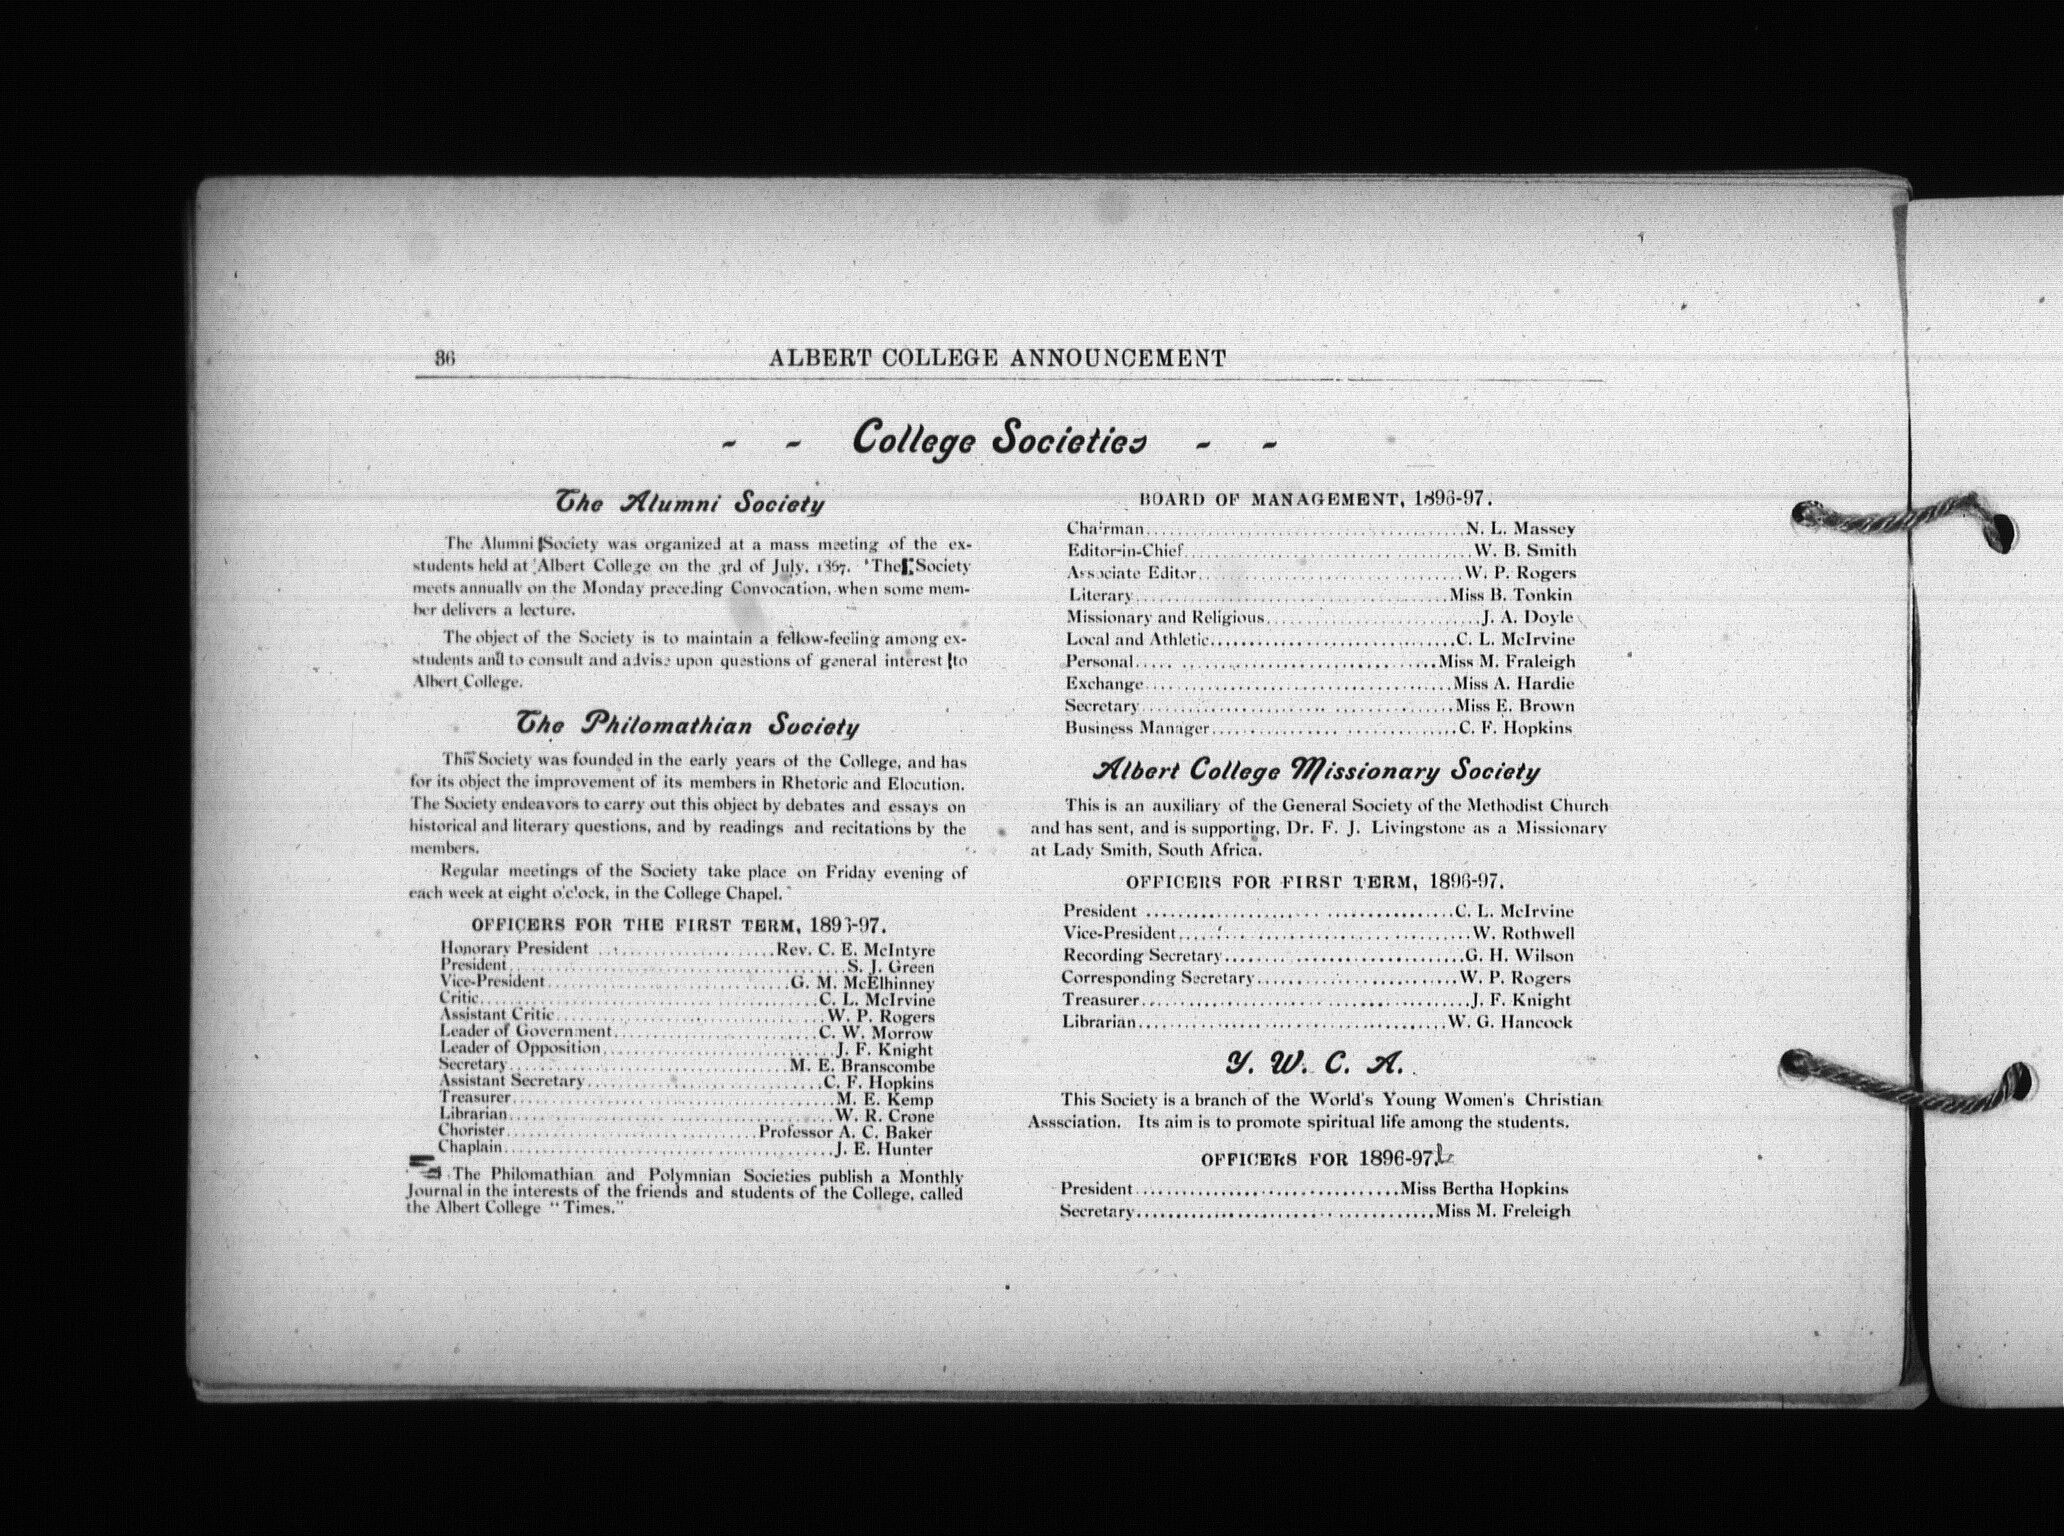 36
ALBERT COLLEGE ANNOUNCEMENT
- - College Societies - -
The Alumni Society
The Alumni Society was organized at a mass meeting of the ex-
students held at Albert College on the 3rd of July, 1867. The Society
meets annually on the Monday preceding Convocation, when some mem-
ber delivers a lecture.
The object of the Society is to maintain a fellow-feeling among ex-
students and to consult and advise upon questions of general interest to
Albert College.
The Philomathian Society
This Society was founded in the early years of the College, and has
for its object the improvement of its members in Rhetoric and Elocution.
The Society endeavors to carry out this object by debates and essays on
historical and literary questions, and by readings and recitations by the
members.
Regular meetings of the Society take place on Friday evening of
each week at eight o'clock, in the College Chapel.
OFFICERS FOR THE FIRST TERM, 1896-97.
Honorary President ........ Rev. C. E. McIntyre
President ........ S. J. Green
Vice-President ........ G. M. McElhinney
Critic ........ C. L. McIrvine
Assistant Critic ........ W. P. Rogers
Leader of Government ........ C. W. Morrow
Leader of Opposition ........ J. F. Knight
Secretary ........ M. E. Branscombe
Assistant Secretary ........ C. F. Hopkins
Treasurer ........ M. E. Kemp
Librarian ........ W. R. Crone
Chorister ........ Professor A. C. Baker
Chaplain ........ J. E. Hunter
The Philomathian and Polymnian Societies publish a Monthly
Journal in the interests of the friends and students of the College, called
the Albert College "Times."
BOARD OF MANAGEMENT, 1896-97.
Chairman ........ N. L. Massey
Editor-in-Chief ........ W. B. Smith
Associate Editor ........ W. P. Rogers
Literary ........ Miss B. Tonkin
Missionary and Religious ........ J. A. Doyle
Local and Athletic ........ C. L. McIrvine
Personal ........ Miss M. Fraleigh
Exchange ........ Miss A. Hardie
Secretary ........ Miss E. Brown
Business Manager ........ C. F. Hopkins
Albert College Missionary Society
This is an auxiliary of the General Society of the Methodist Church
and has sent, and is supporting, Dr. F. J. Livingstone as a Missionary
at Lady Smith, South Africa.
OFFICERS FOR FIRST TERM, 1896-97.
President ........ C. L. McIrvine
Vice-President ........ W. Rothwell
Recording Secretary ........ G. H. Wilson
Corresponding Secretary ........ W. P. Rogers
Treasurer ........ J. F. Knight
Librarian ........ W. G. Hancock
Y. W. C. A.
This Society is a branch of the World's Young Women's Christian
Asssciation. Its aim is to promote spiritual life among the students.
OFFICERS FOR 1896-97.
President ........ Miss Bertha Hopkins
Secretary ........ Miss M. Freleigh